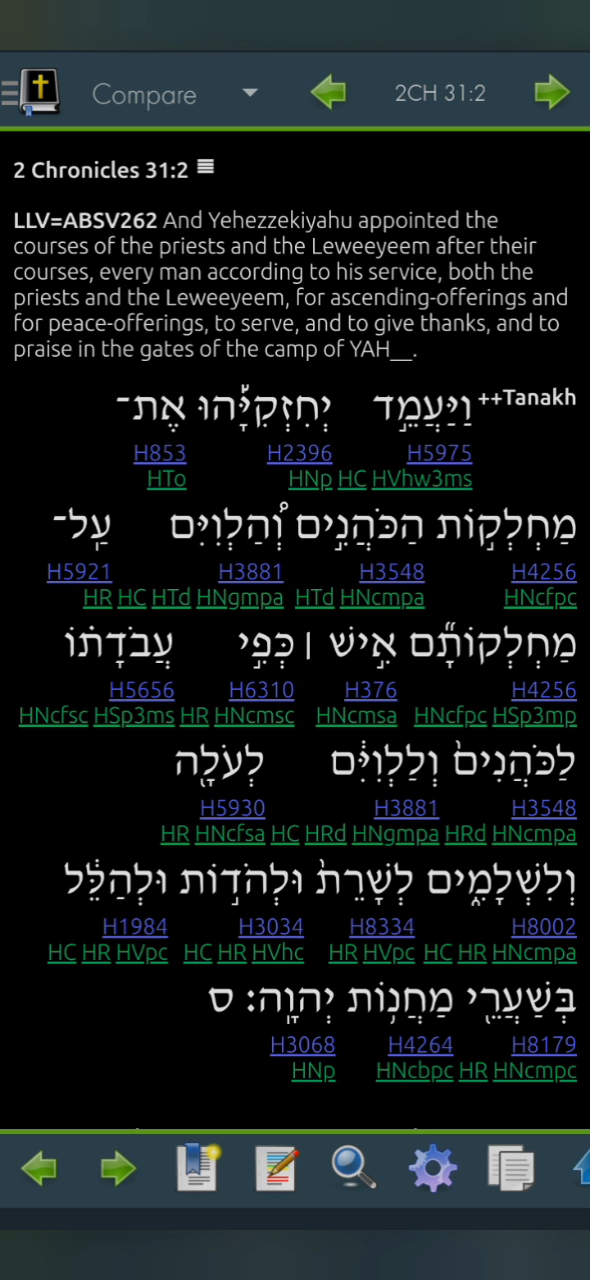 Compare
2CH 31:2
2 Chronicles 31:2
LLV=ABSV262 And Yehezzekiyahu appointed the
courses of the priests and the Leweeyeem after their
courses, every man according to his service, both the
priests and the Leweeyeem, for ascending-offerings and
for peace-offerings, to serve, and to give thanks, and to
praise in the gates of the camp of YAH__.
++Tanakh וַיַּעֲמֵ֣ד יְחִזְקִיָּ֡הוּ אֶת־
H853 H2396 H5975
HTo HNp HC HVhw3ms
מַחְלְק֣וֹת הַכֹּהֲנִ֣ים וְ֠הַלְוִיִּם עַֽל־
H5921 H3881 H3548 H4256
HR HC HTd HNgmpa HTd HNcmpa HNcfpc
מַחְלְקוֹתָ֞ם אִ֣ישׁ ׀ כְּפִ֣י עֲבֹדָת֗וֹ
H5656 H6310 H376 H4256
HNcfsc HSp3ms HR HNcmsc HNcmsa HNcfpc HSp3mp
לַכֹּהֲנִים֙ וְלַלְוִיִּ֔ם לְעֹלָ֖ה
H5930 H3881 H3548
HR HNcfsa HC HRd HNgmpa HRd HNcmpa
וְלִשְׁלָמִ֑ים לְשָׁרֵת֙ וּלְהֹד֣וֹת וּלְהַלֵּ֔ל
H1984 H3034 H8334 H8002
HC HR HVpc HC HR HVhc HR HVpc HC HR HNcmpa
בְּשַׁעֲרֵ֖י מַחֲנ֥וֹת יְהוָֽה׃ ס
H3068 H4264 H8179
HNp HNcbpc HR HNcmpc